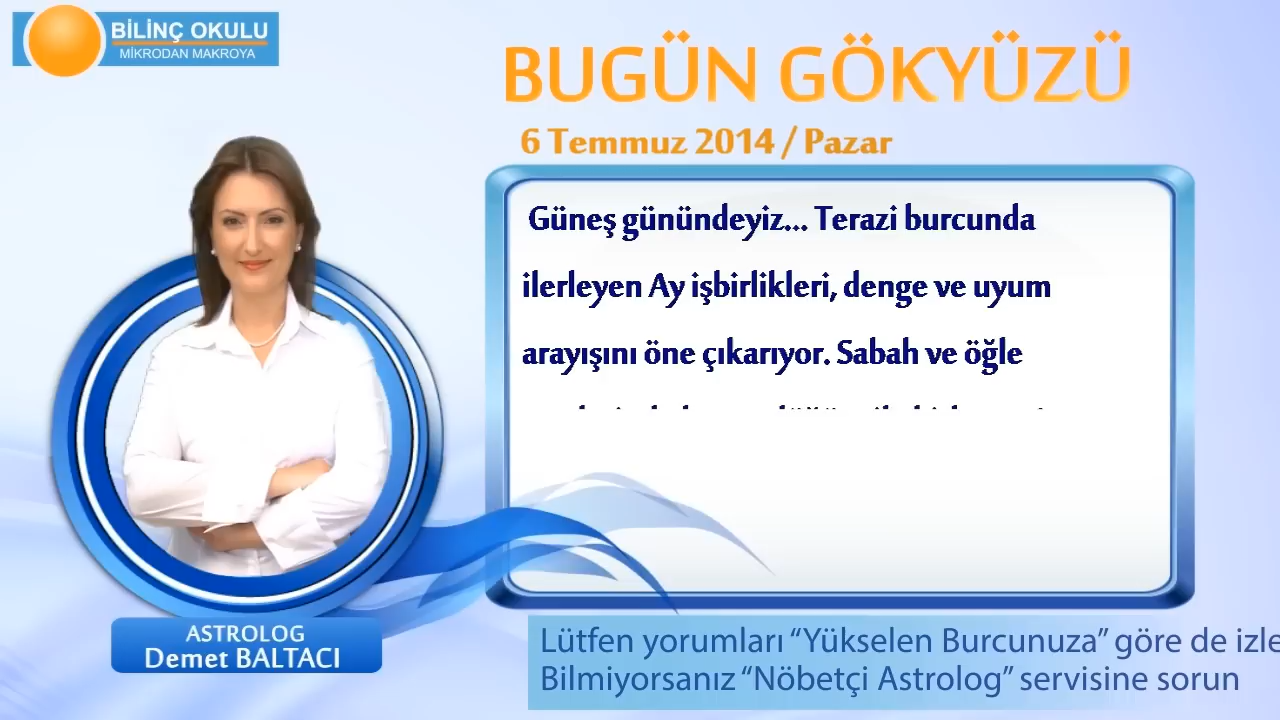 BİLİNÇ OKULU
MİKRODAN MAKROYA
BUGÜN GÖKYÜZÜ
6 Temmuz 2014 / Pazar
Güneş günündeyiz... Terazi burcunda
ilerleyen Ay işbirlikleri, denge ve uyum
arayışını öne çıkarıyor. Sabah ve öğle
ASTROLOG
Demet BALTACI
Lütfen yorumları “Yükselen Burcunuza” göre de izle
Bilmiyorsanız “Nöbetçi Astrolog” servisine sorun